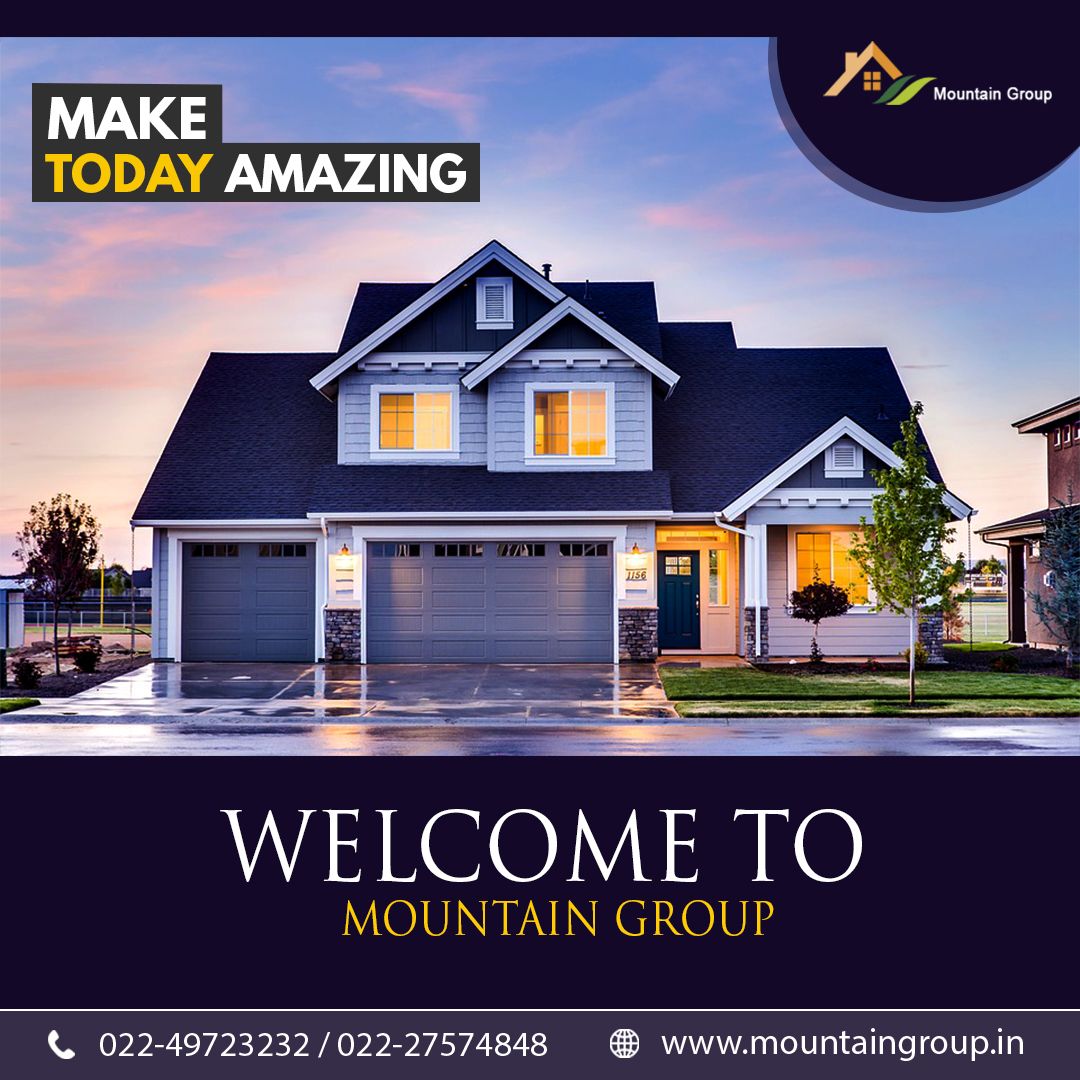 Mountain Group
MAKE
TODAY AMAZING
1156
WELCOME TO
MOUNTAIN GROUP
022-49723232 / 022-27574848
www.mountaingroup.in